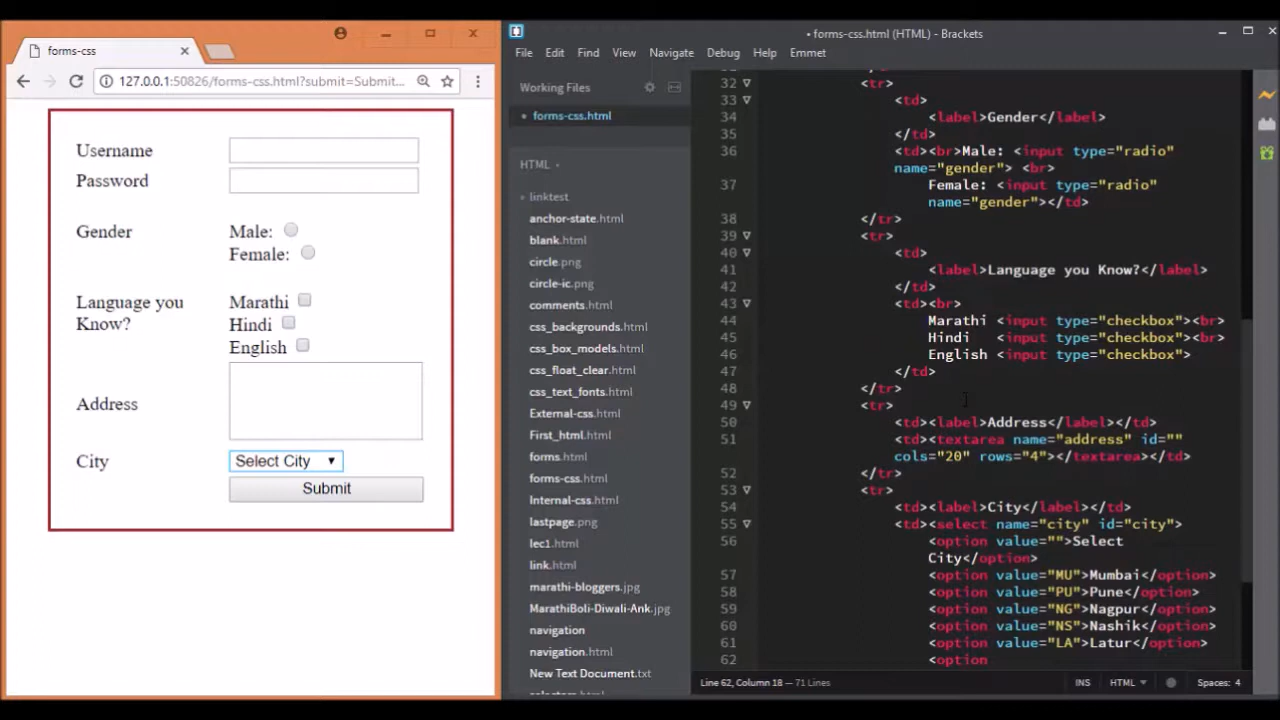 forms-css
127.0.0.1:50826/forms-css.html?submit=Submit...
Username
Password
Gender
Male:
Female:
Language you
Know?
Marathi
Hindi
English
Address
City
Select City
Submit
• forms-css.html (HTML) - Brackets
File Edit Find View Navigate Debug Help Emmet
Working Files
forms-css.html
HTML
linktest
anchor-state.html
blank.html
circle.png
circle-ic.png
comments.html
css_backgrounds.html
css_box_models.html
css_float_clear.html
css_text_fonts.html
External-css.html
First_html.html
forms.html
forms-css.html
Internal-css.html
lastpage.png
lec1.html
link.html
marathi-bloggers.jpg
MarathiBoli-Diwali-Ank.jpg
navigation
navigation.html
New Text Document.txt
32 <tr>
33 <td>
34 <label>Gender</label>
35 </td>
36 <td><br>Male: <input type="radio"
name="gender"> <br>
37 Female: <input type="radio"
name="gender"></td>
38 </tr>
39 <tr>
40 <td>
41 <label>Language you Know?</label>
42 </td>
43 <td><br>
44 Marathi <input type="checkbox"><br>
45 Hindi <input type="checkbox"><br>
46 English <input type="checkbox">
47 </td>
48 </tr>
49 <tr>
50 <td><label>Address</label></td>
51 <td><textarea name="address" id=""
cols="20" rows="4"></textarea></td>
52 </tr>
53 <tr>
54 <td><label>City</label></td>
55 <td><select name="city" id="city">
56 <option value="">Select
City</option>
57 <option value="MU">Mumbai</option>
58 <option value="PU">Pune</option>
59 <option value="NG">Nagpur</option>
60 <option value="NS">Nashik</option>
61 <option value="LA">Latur</option>
62 <option
Line 62, Column 18 — 71 Lines
INS HTML Spaces: 4